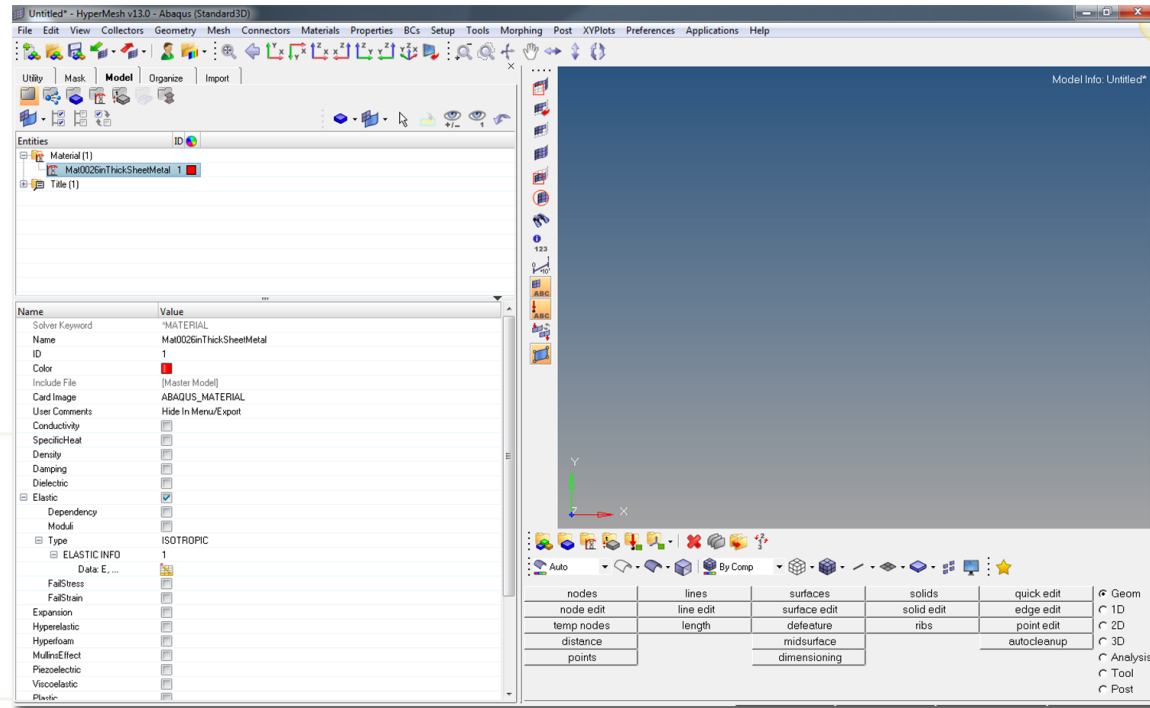 Untitled* - HyperMesh v13.0 - Abaqus (Standard3D)
File Edit View Collectors Geometry Mesh Connectors Materials Properties BCs Setup Tools Morphing Post XYPlots Preferences Applications Help
Utility Mask Model Organize Import
Entities ID
Material (1)
Mat0026inThickSheetMetal 1
Title (1)
Name Value
Solver Keyword *MATERIAL
Name Mat0026inThickSheetMetal
ID 1
Color
Include File [Master Model]
Card Image ABAQUS_MATERIAL
User Comments Hide In Menu/Export
Conductivity
SpecificHeat
Density
Damping
Dielectric
Elastic
Dependency
Moduli
Type ISOTROPIC
ELASTIC INFO 1
Data: E, ...
FailStress
FailStrain
Expansion
Hyperelastic
Hyperfoam
MullinsEffect
Piezoelectric
Viscoelastic
Plastic
123
ABC
ABC
Model Info: Untitled*
Y
Z X
Auto By Comp
nodes lines surfaces solids quick edit Geom
node edit line edit surface edit solid edit edge edit 1D
temp nodes length defeature ribs point edit 2D
distance midsurface autocleanup 3D
points dimensioning Analysis
Tool
Post